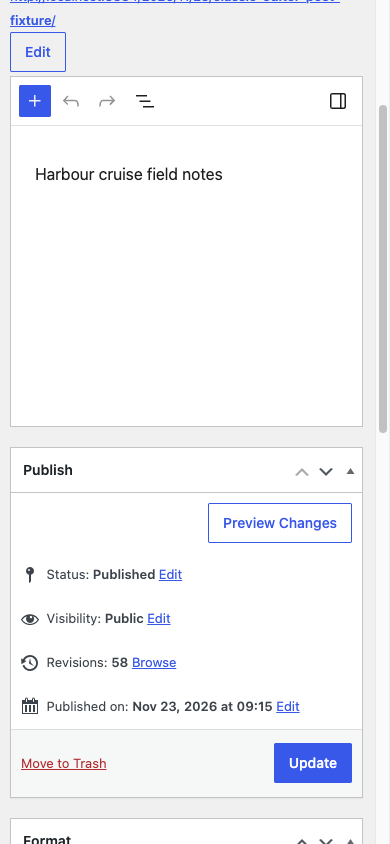 fixture/
Edit
Harbour cruise field notes
Publish
Preview Changes
Status: Published Edit
Visibility: Public Edit
Revisions: 58 Browse
Published on: Nov 23, 2026 at 09:15 Edit
Move to Trash
Update
Format